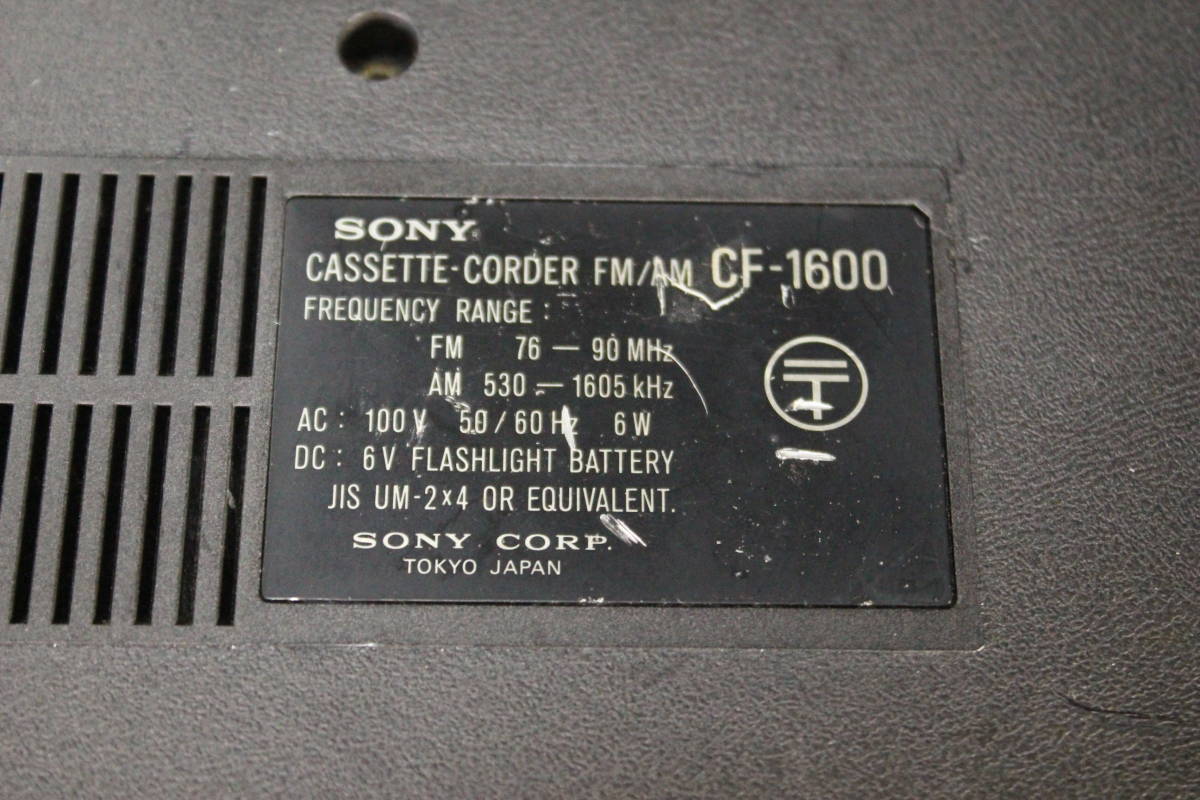 SONY
CASSETTE-CORDER FM/AM CF-1600
FREQUENCY RANGE :
FM 76 — 90 MHz
AM 530 — 1605 kHz
AC : 100 V 50 / 60 Hz 6 W
DC : 6 V FLASHLIGHT BATTERY
JIS UM-2×4 OR EQUIVALENT.
SONY CORP.
TOKYO JAPAN